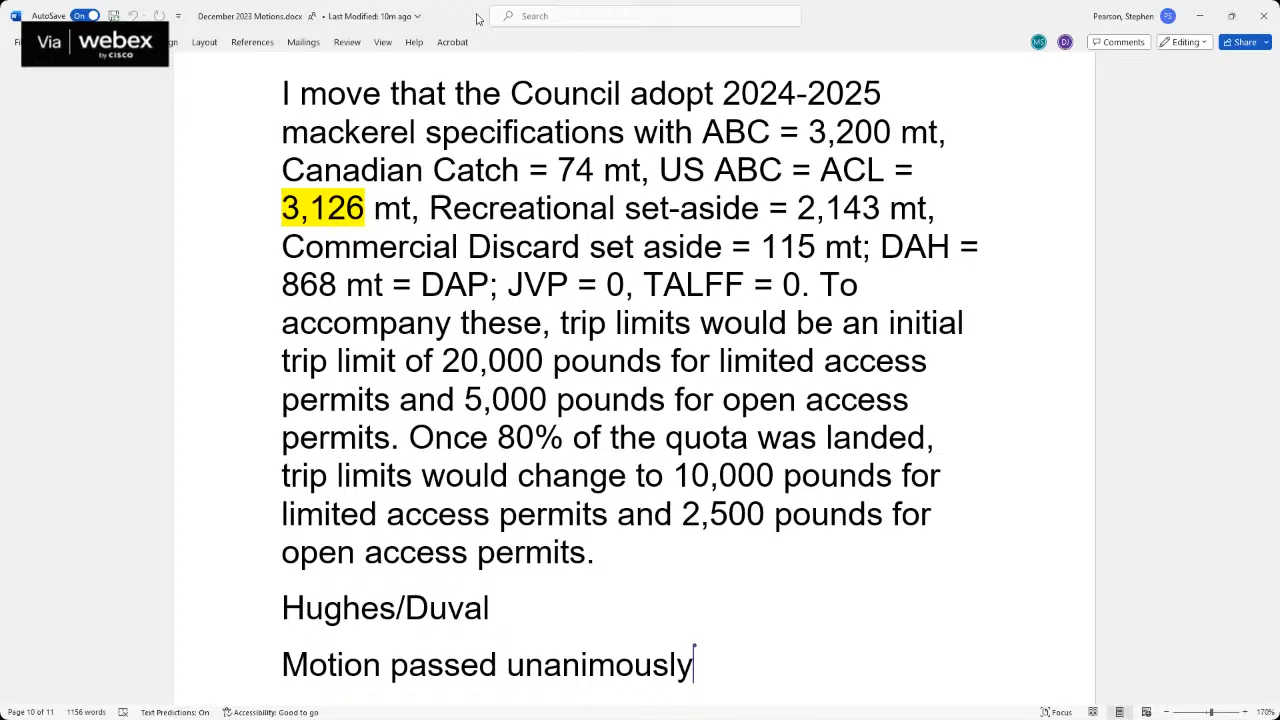 AutoSave On December 2023 Motions.docx • Last Modified: 10m ago Search Pearson, Stephen PS
Via webex by CISCO
Layout References Mailings Review View Help Acrobat MS DJ Comments Editing Share
I move that the Council adopt 2024-2025
mackerel specifications with ABC = 3,200 mt,
Canadian Catch = 74 mt, US ABC = ACL =
3,126 mt, Recreational set-aside = 2,143 mt,
Commercial Discard set aside = 115 mt; DAH =
868 mt = DAP; JVP = 0, TALFF = 0. To
accompany these, trip limits would be an initial
trip limit of 20,000 pounds for limited access
permits and 5,000 pounds for open access
permits. Once 80% of the quota was landed,
trip limits would change to 10,000 pounds for
limited access permits and 2,500 pounds for
open access permits.
Hughes/Duval
Motion passed unanimously
Page 10 of 11 1156 words Text Predictions: On Accessibility: Good to go Focus 170%